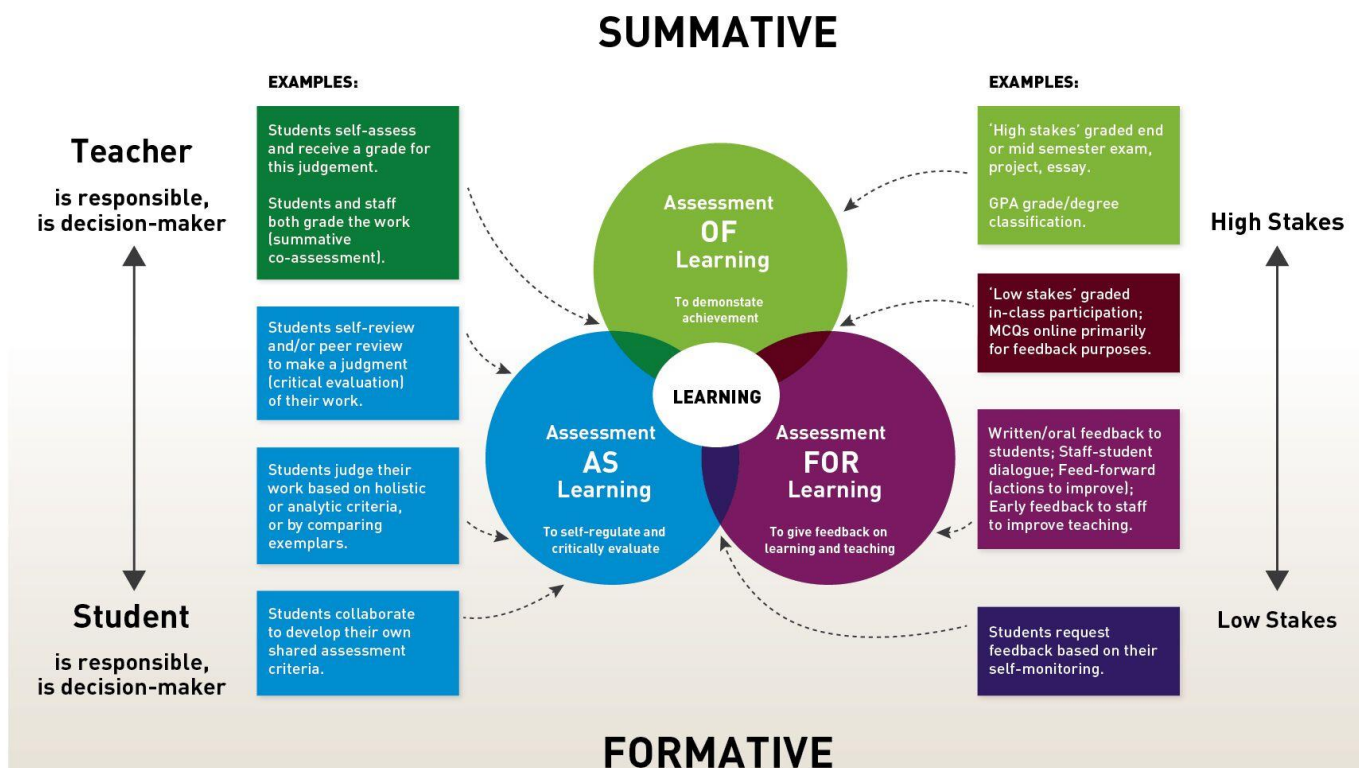 SUMMATIVE
EXAMPLES:
Students self-assess
and receive a grade for
this judgement.
Students and staff
both grade the work
(summative
co-assessment).
Students self-review
and/or peer review
to make a judgment
(critical evaluation)
of their work.
Students judge their
work based on holistic
or analytic criteria,
or by comparing
exemplars.
Students collaborate
to develop their own
shared assessment
criteria.
Teacher
is responsible,
is decision-maker
Student
is responsible,
is decision-maker
Assessment
OF
Learning
To demonstate
achievement
LEARNING
Assessment
AS
Learning
To self-regulate and
critically evaluate
Assessment
FOR
Learning
To give feedback on
learning and teaching
EXAMPLES:
‘High stakes’ graded end
or mid semester exam,
project, essay.
GPA grade/degree
classification.
‘Low stakes’ graded
in-class participation;
MCQs online primarily
for feedback purposes.
Written/oral feedback to
students; Staff-student
dialogue; Feed-forward
(actions to improve);
Early feedback to staff
to improve teaching.
Students request
feedback based on their
self-monitoring.
High Stakes
Low Stakes
FORMATIVE